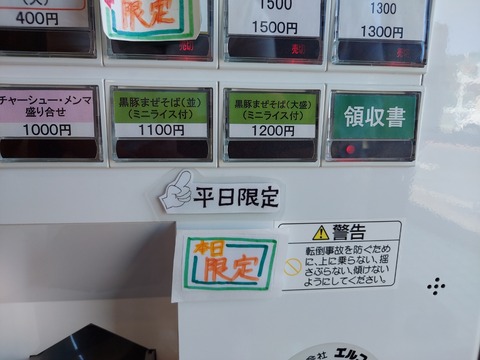 400円
限定
売切
1500
1500円
売切
1300
1300円
売切
チャーシュー・メンマ
盛り合せ
1000円
黒豚まぜそば(並)
(ミニライス付)
1100円
黒豚まぜそば(大盛)
(ミニライス付)
1200円
領収書
平日限定
本日
限定
警告
転倒事故を防ぐため
に、上に乗らない、揺
さぶらない、傾けない
ようにしてください。